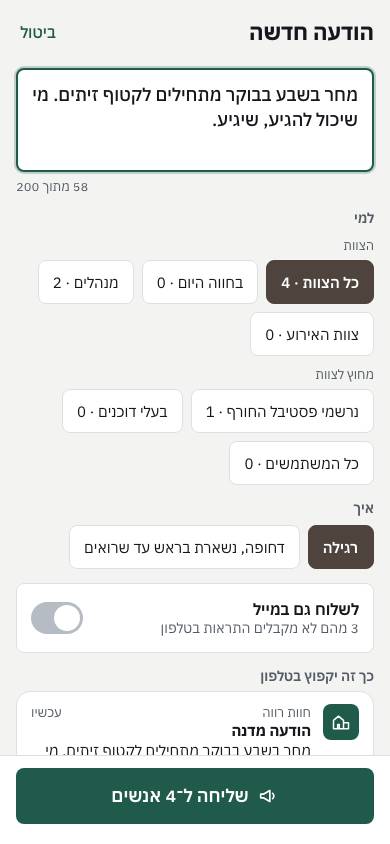 הודעה חדשה
ביטול
מחר בשבע בבוקר מתחילים לקטוף זיתים. מי
שיכול להגיע, שיגיע.
58 מתוך 200
למי
הצוות
כל הצוות · 4
בחווה היום · 0
מנהלים · 2
צוות האירוע · 0
מחוץ לצוות
נרשמי פסטיבל החורף · 1
בעלי דוכנים · 0
כל המשתמשים · 0
איך
רגילה
דחופה, נשארת בראש עד שרואים
לשלוח גם במייל
3 מהם לא מקבלים התראות בטלפון
כך זה יקפוץ בטלפון
חוות רווה
עכשיו
הודעה מדנה
מחר בשבע בבוקר מתחילים לקטוף זיתים. מי
שליחה ל־4 אנשים